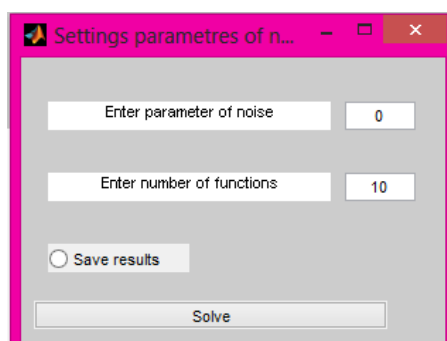 Settings parametres of n...
Enter parameter of noise 0
Enter number of functions 10
Save results
Solve